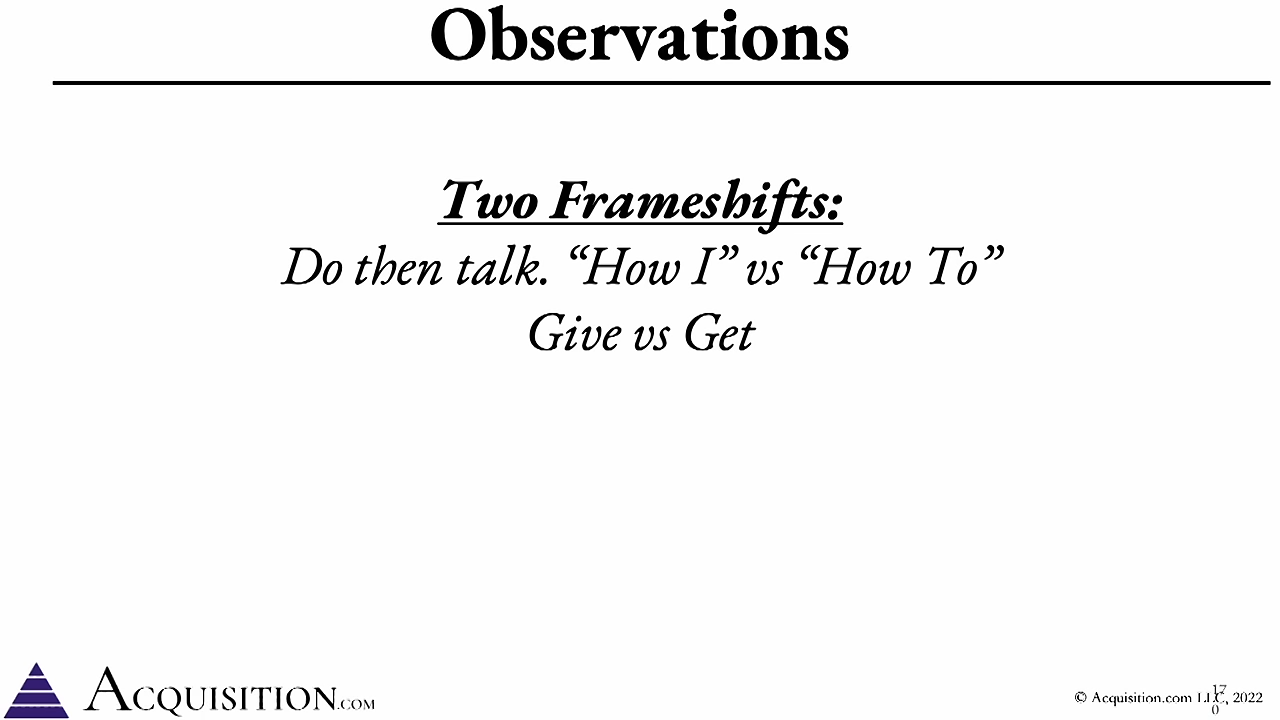 Observations
Two Frameshifts:
Do then talk. “How I” vs “How To”
Give vs Get
ACQUISITION.COM
© Acquisition.com LLC, 2022
170